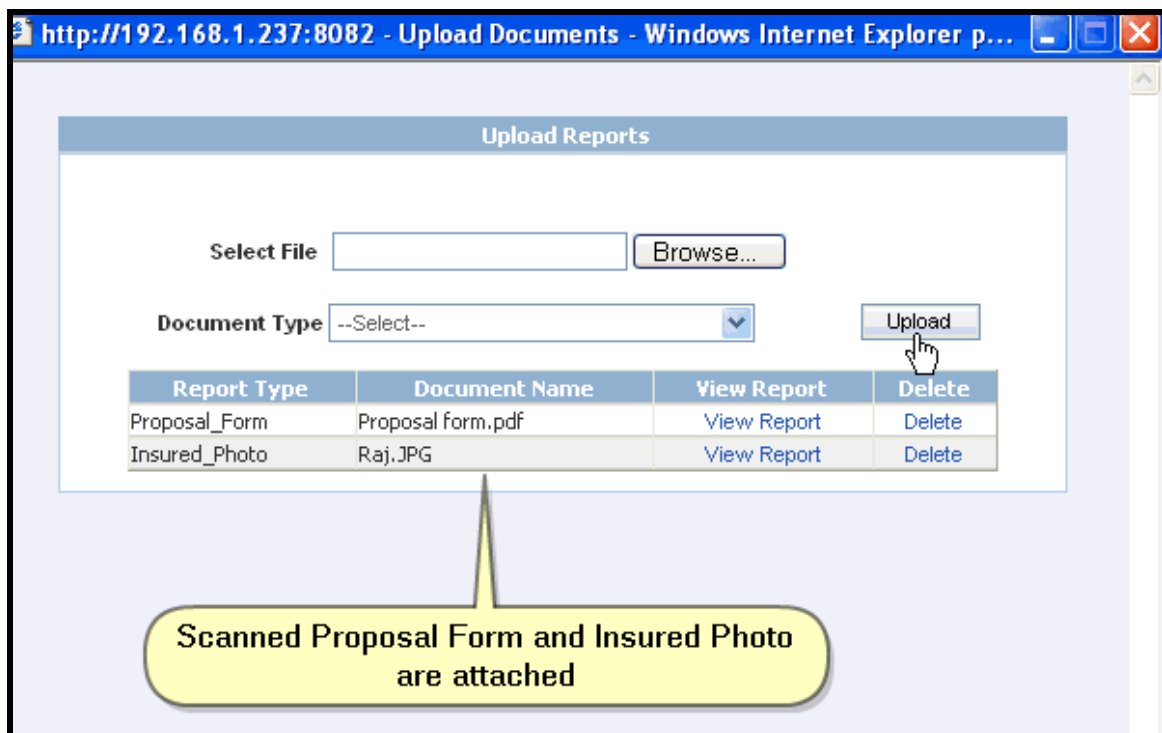 http://192.168.1.237:8082 - Upload Documents - Windows Internet Explorer p...
Upload Reports
Select File Browse...
Document Type --Select-- Upload
Report Type Document Name View Report Delete
Proposal_Form Proposal form.pdf View Report Delete
Insured_Photo Raj.JPG View Report Delete
Scanned Proposal Form and Insured Photo
are attached